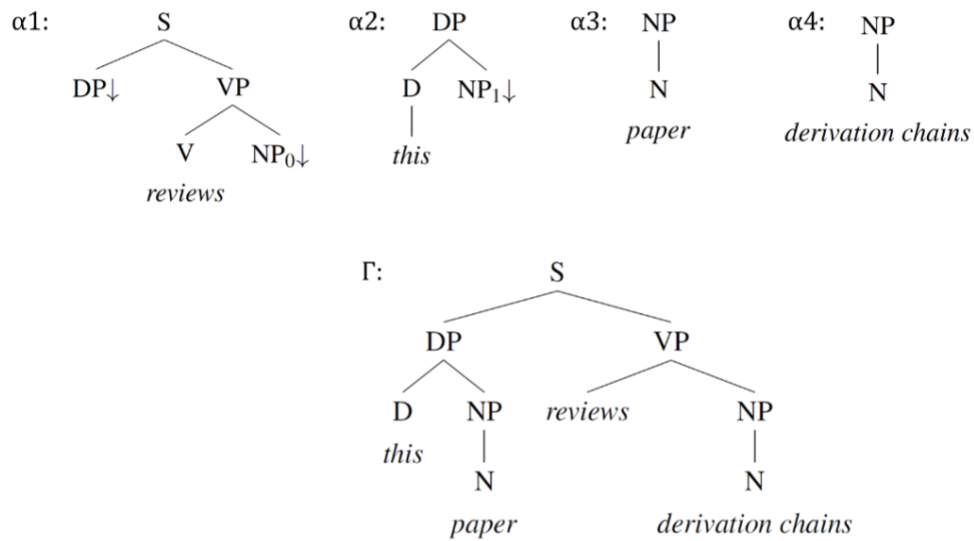 α1: S α2: DP α3: NP α4: NP
DP↓ VP D NP₁↓ N N
V NP₀↓ this paper derivation chains
reviews
Γ: S
DP VP
D NP reviews NP
this
N N
paper derivation chains